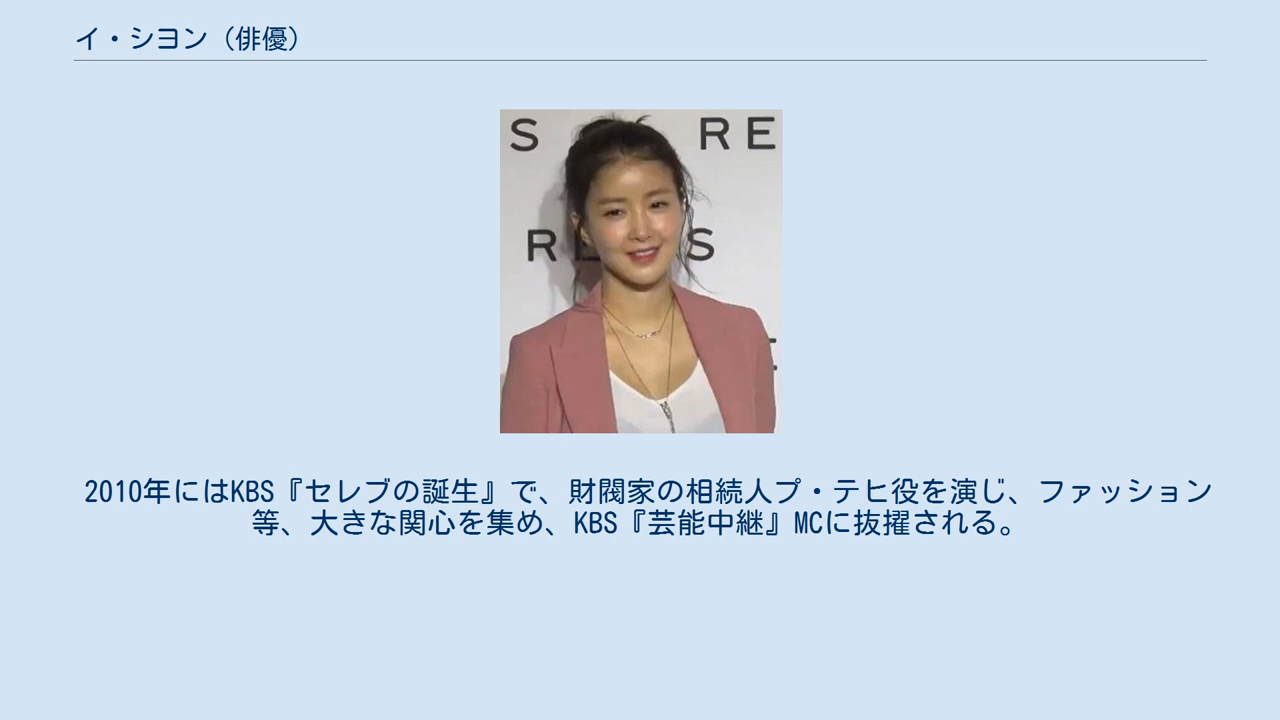 イ・シヨン（俳優）
S RE
RE S
E
2010年にはKBS『セレブの誕生』で、財閥家の相続人プ・テヒ役を演じ、ファッション
等、大きな関心を集め、KBS『芸能中継』MCに抜擢される。